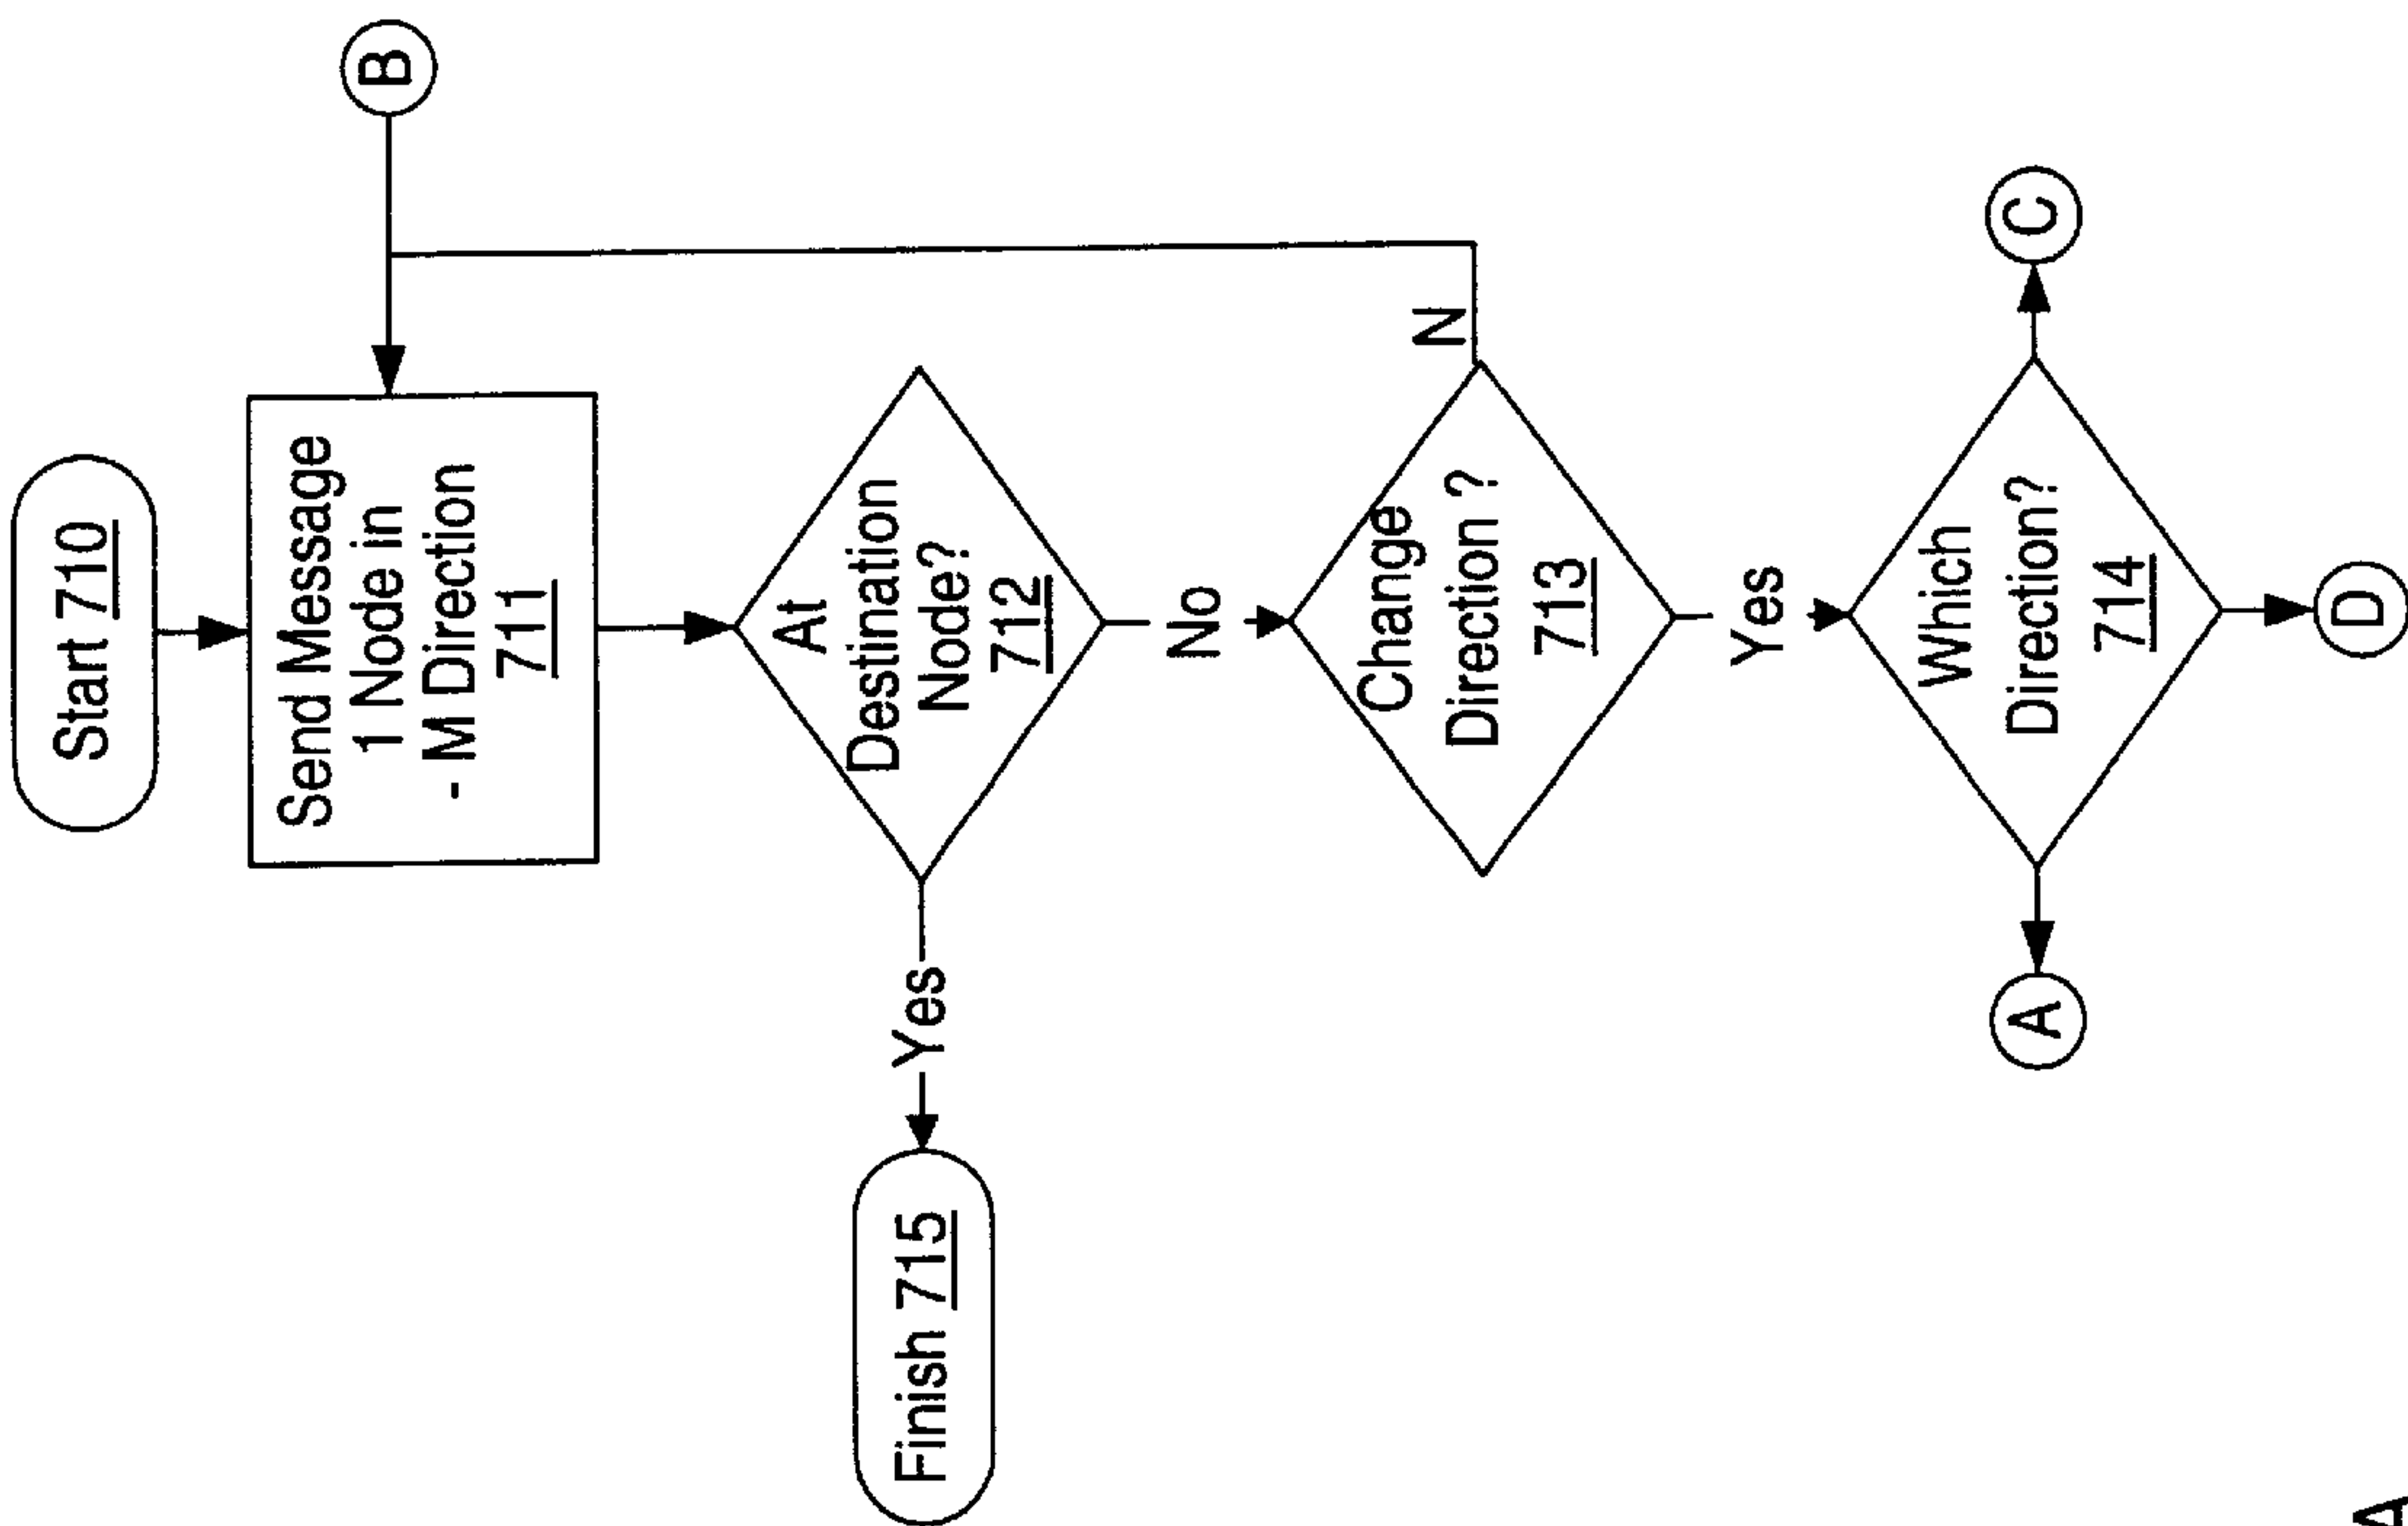 Start 710
B
Send Message
1 Node in
- M Direction
711
At
Destination
Node?
712
Yes
Finish 715
No
Change
Direction ?
713
N
Yes
Which
Direction?
714
A
C
D
A